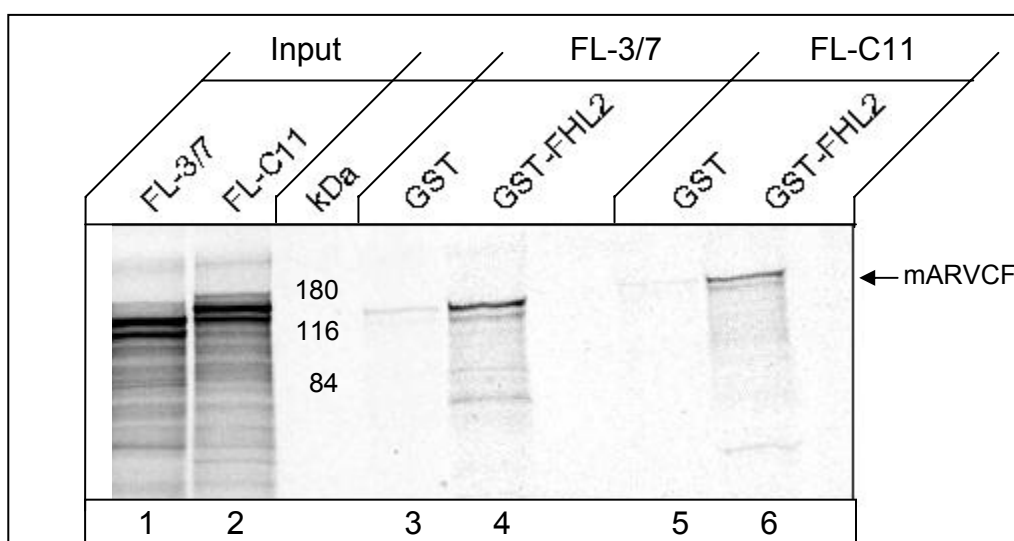 Input FL-3/7 FL-C11
FL-3/7 FL-C11 kDa GST GST-FHL2 GST GST-FHL2
180
116
84
mARVCF
1 2 3 4 5 6